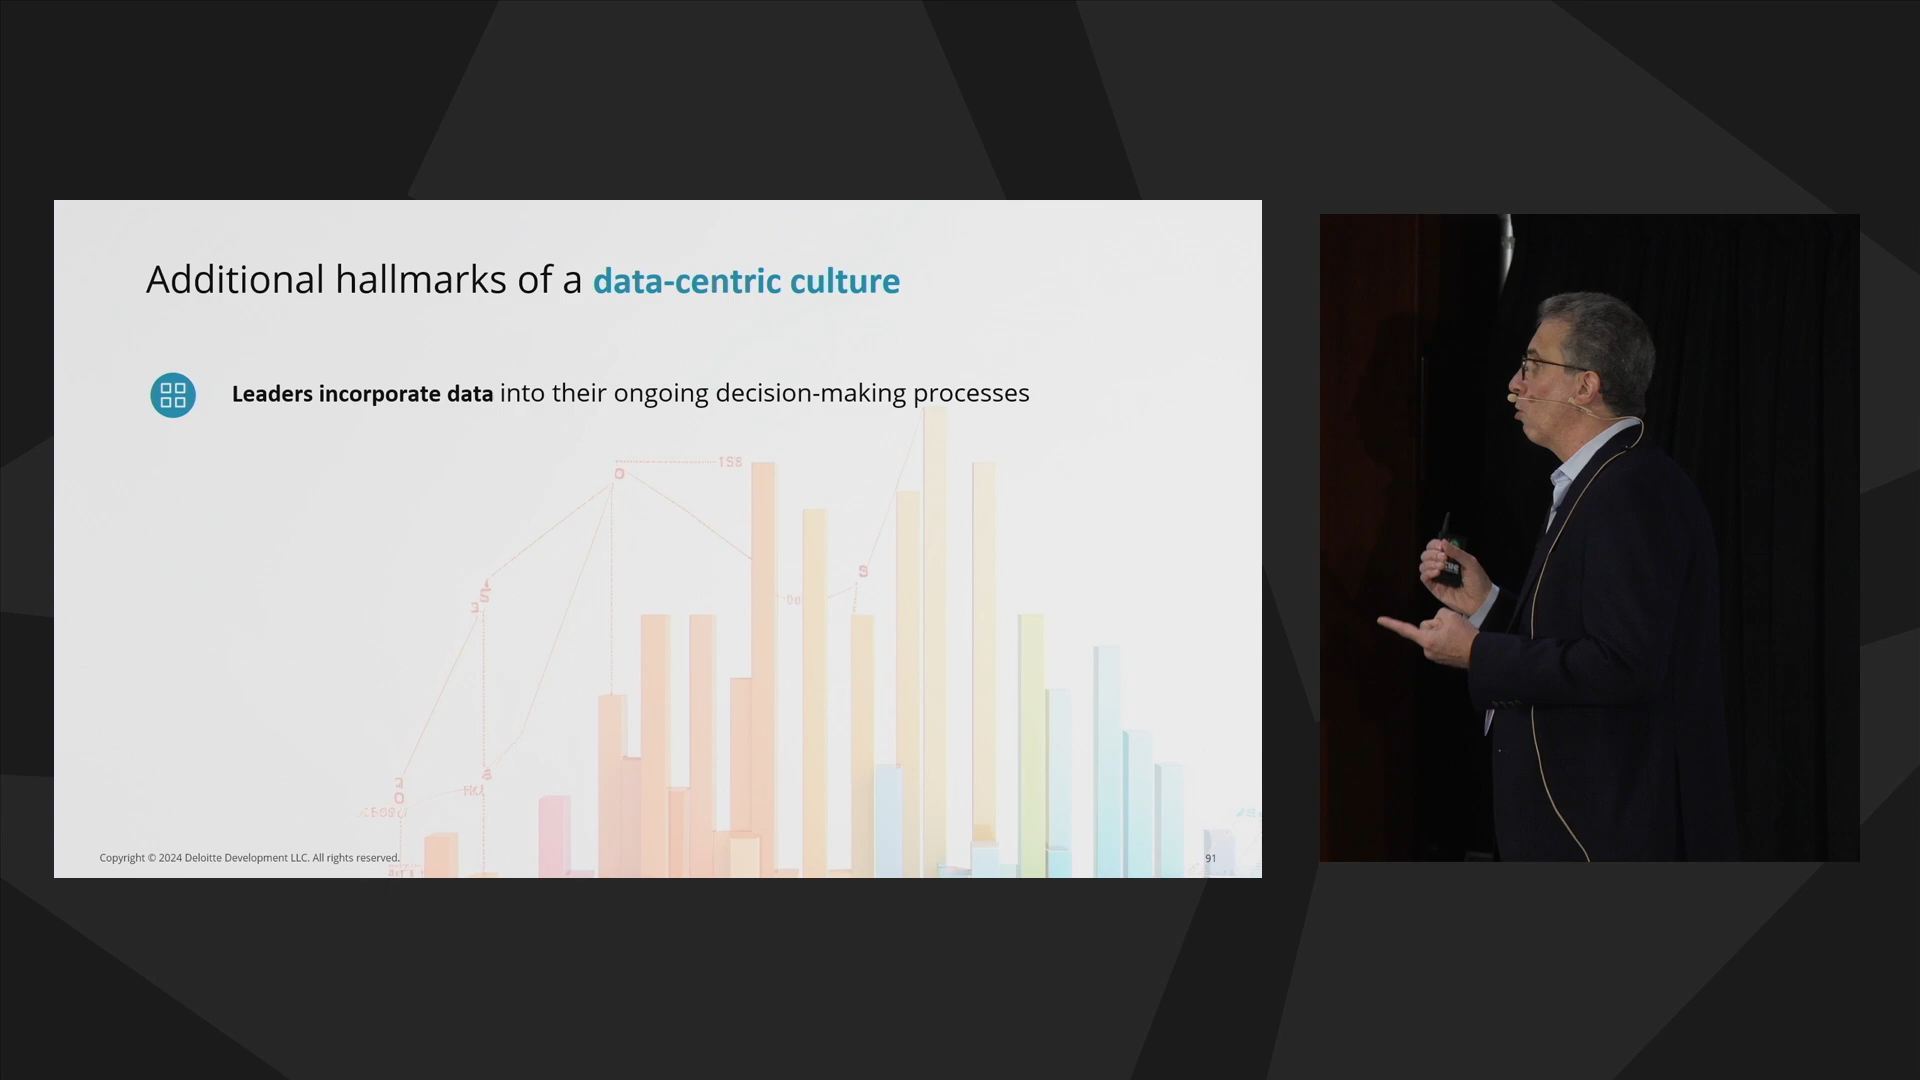 Additional hallmarks of a data-centric culture
Leaders incorporate data into their ongoing decision-making processes
158
Copyright © 2024 Deloitte Development LLC. All rights reserved.
91